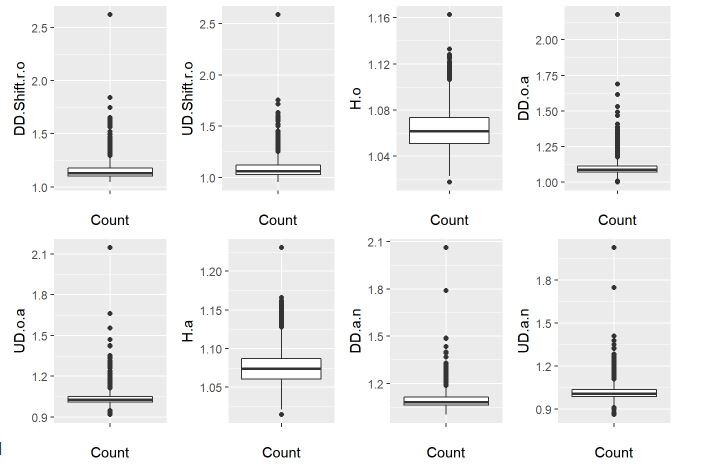 DD.Shift.r.o
2.5
2.0
1.5
1.0
Count
UD.Shift.r.o
2.5
2.0
1.5
1.0
Count
H.o
1.16
1.12
1.08
1.04
Count
DD.o.a
2.00
1.75
1.50
1.25
1.00
Count
UD.o.a
2.1
1.8
1.5
1.2
0.9
Count
H.a
1.20
1.15
1.10
1.05
Count
DD.a.n
2.1
1.8
1.5
1.2
Count
UD.a.n
1.8
1.5
1.2
0.9
Count